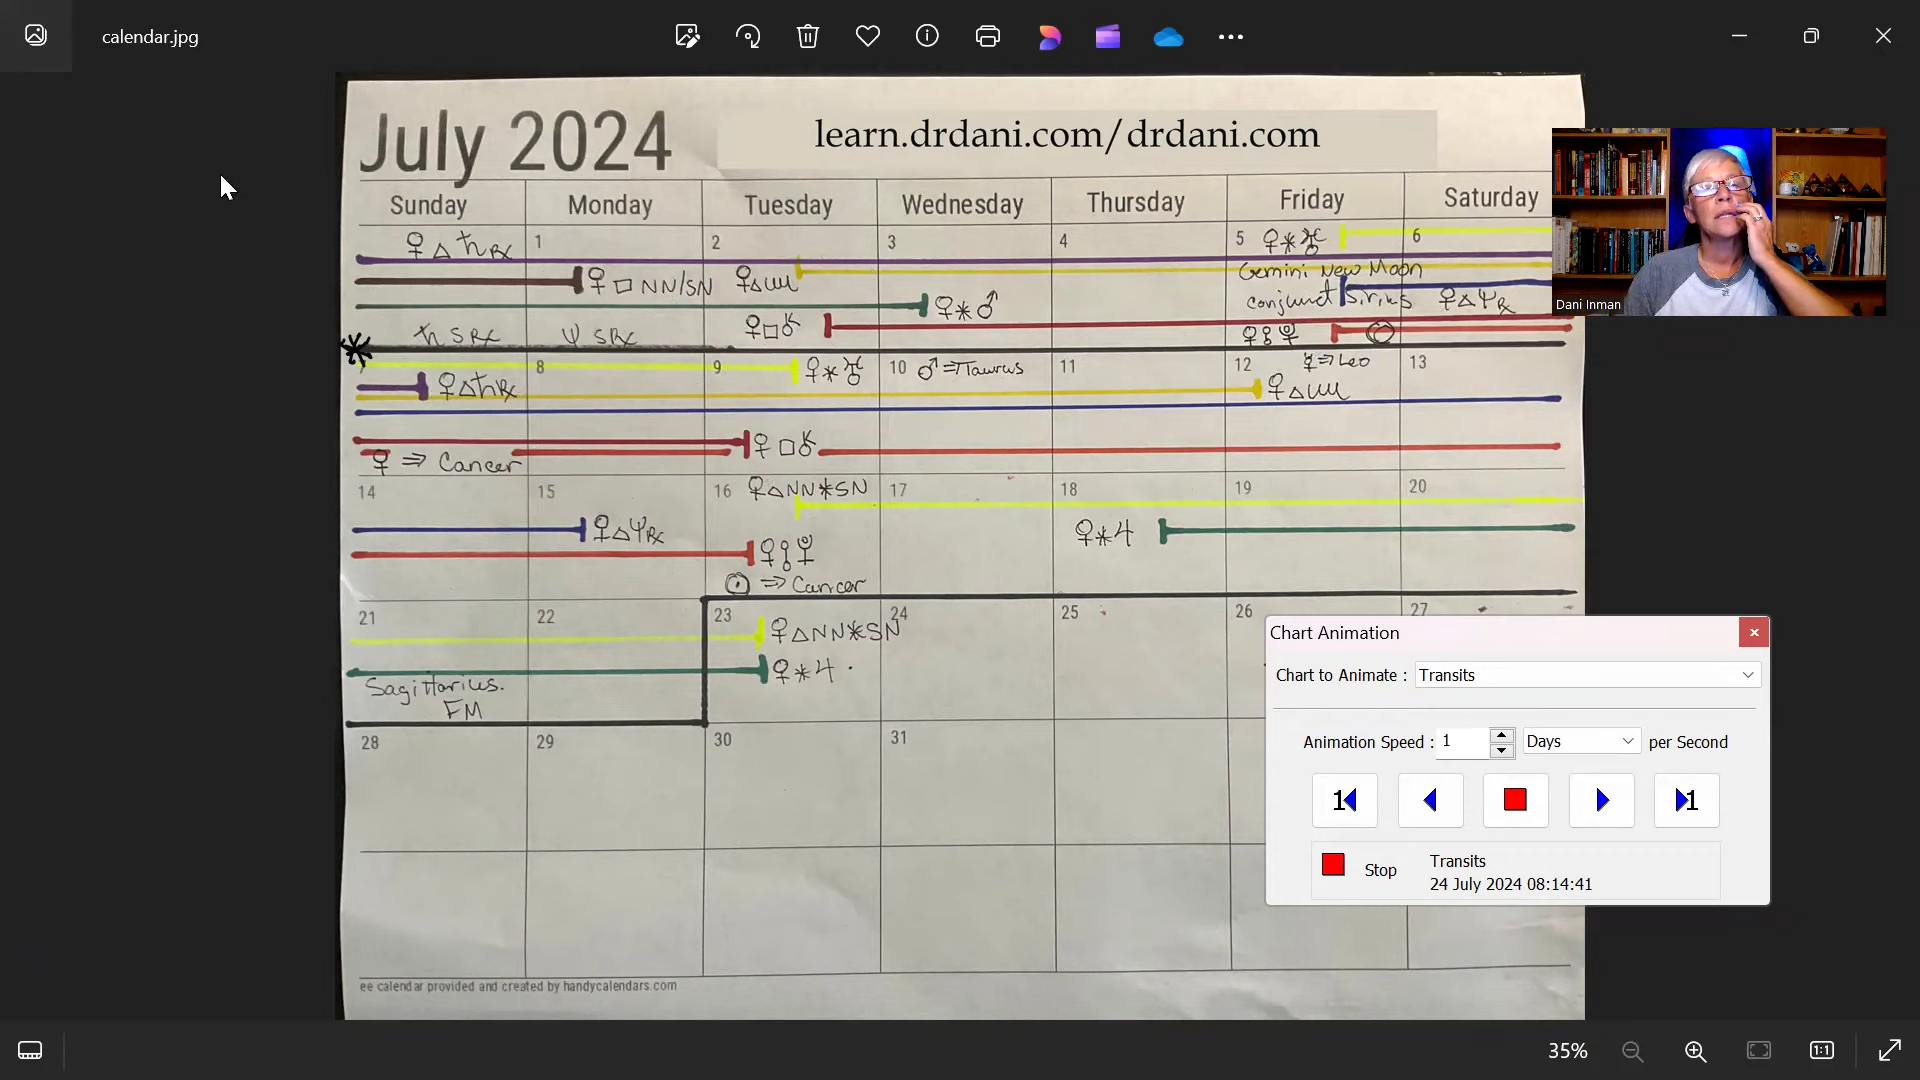 calendar.jpg
July 2024
learn.drdani.com/drdani.com
Sunday Monday Tuesday Wednesday Thursday Friday Saturday
♀ △ ♄ ℞ 1 2 3 4 5 ♀ ⚹ ♅ 6
♀ □ NN/SN ♀ △
Gemini New Moon
♀ ⚹ ♂ conjunct Sirius ♀ △ Ψ ℞
♀ □ ⚷
♄ S ℞ Ψ S ℞
8 9 ♀ ⚹ ♅ 10 ♂ ⇒ Taurus 11 12 ☿ ⇒ Leo 13
♀ △ ♄ ℞ ♀ △
♀ ⇒ Cancer ♀ □ ⚷
14 15 16 ♀ △ NN ⚹ SN 17 18 19 20
♀ △ Ψ ℞ ♀ ⚹ ♃
☉ ⇒ Cancer
21 22 23 24 25 26 27
♀ △ NN ⚹ SN
♀ ⚹ ♃
Sagittarius
FM
28 29 30 31
ee calendar provided and created by handycalendars.com
Dani Inman
Chart Animation
Chart to Animate : Transits
Animation Speed : 1 Days per Second
1 1
Stop Transits
24 July 2024 08:14:41
35%
1:1